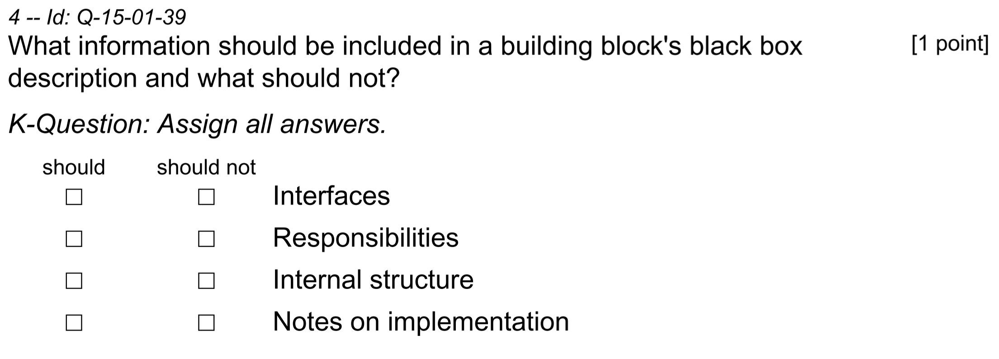 4 -- Id: Q-15-01-39
What information should be included in a building block's black box [1 point]
description and what should not?
K-Question: Assign all answers.
should should not
☐ ☐ Interfaces
☐ ☐ Responsibilities
☐ ☐ Internal structure
☐ ☐ Notes on implementation